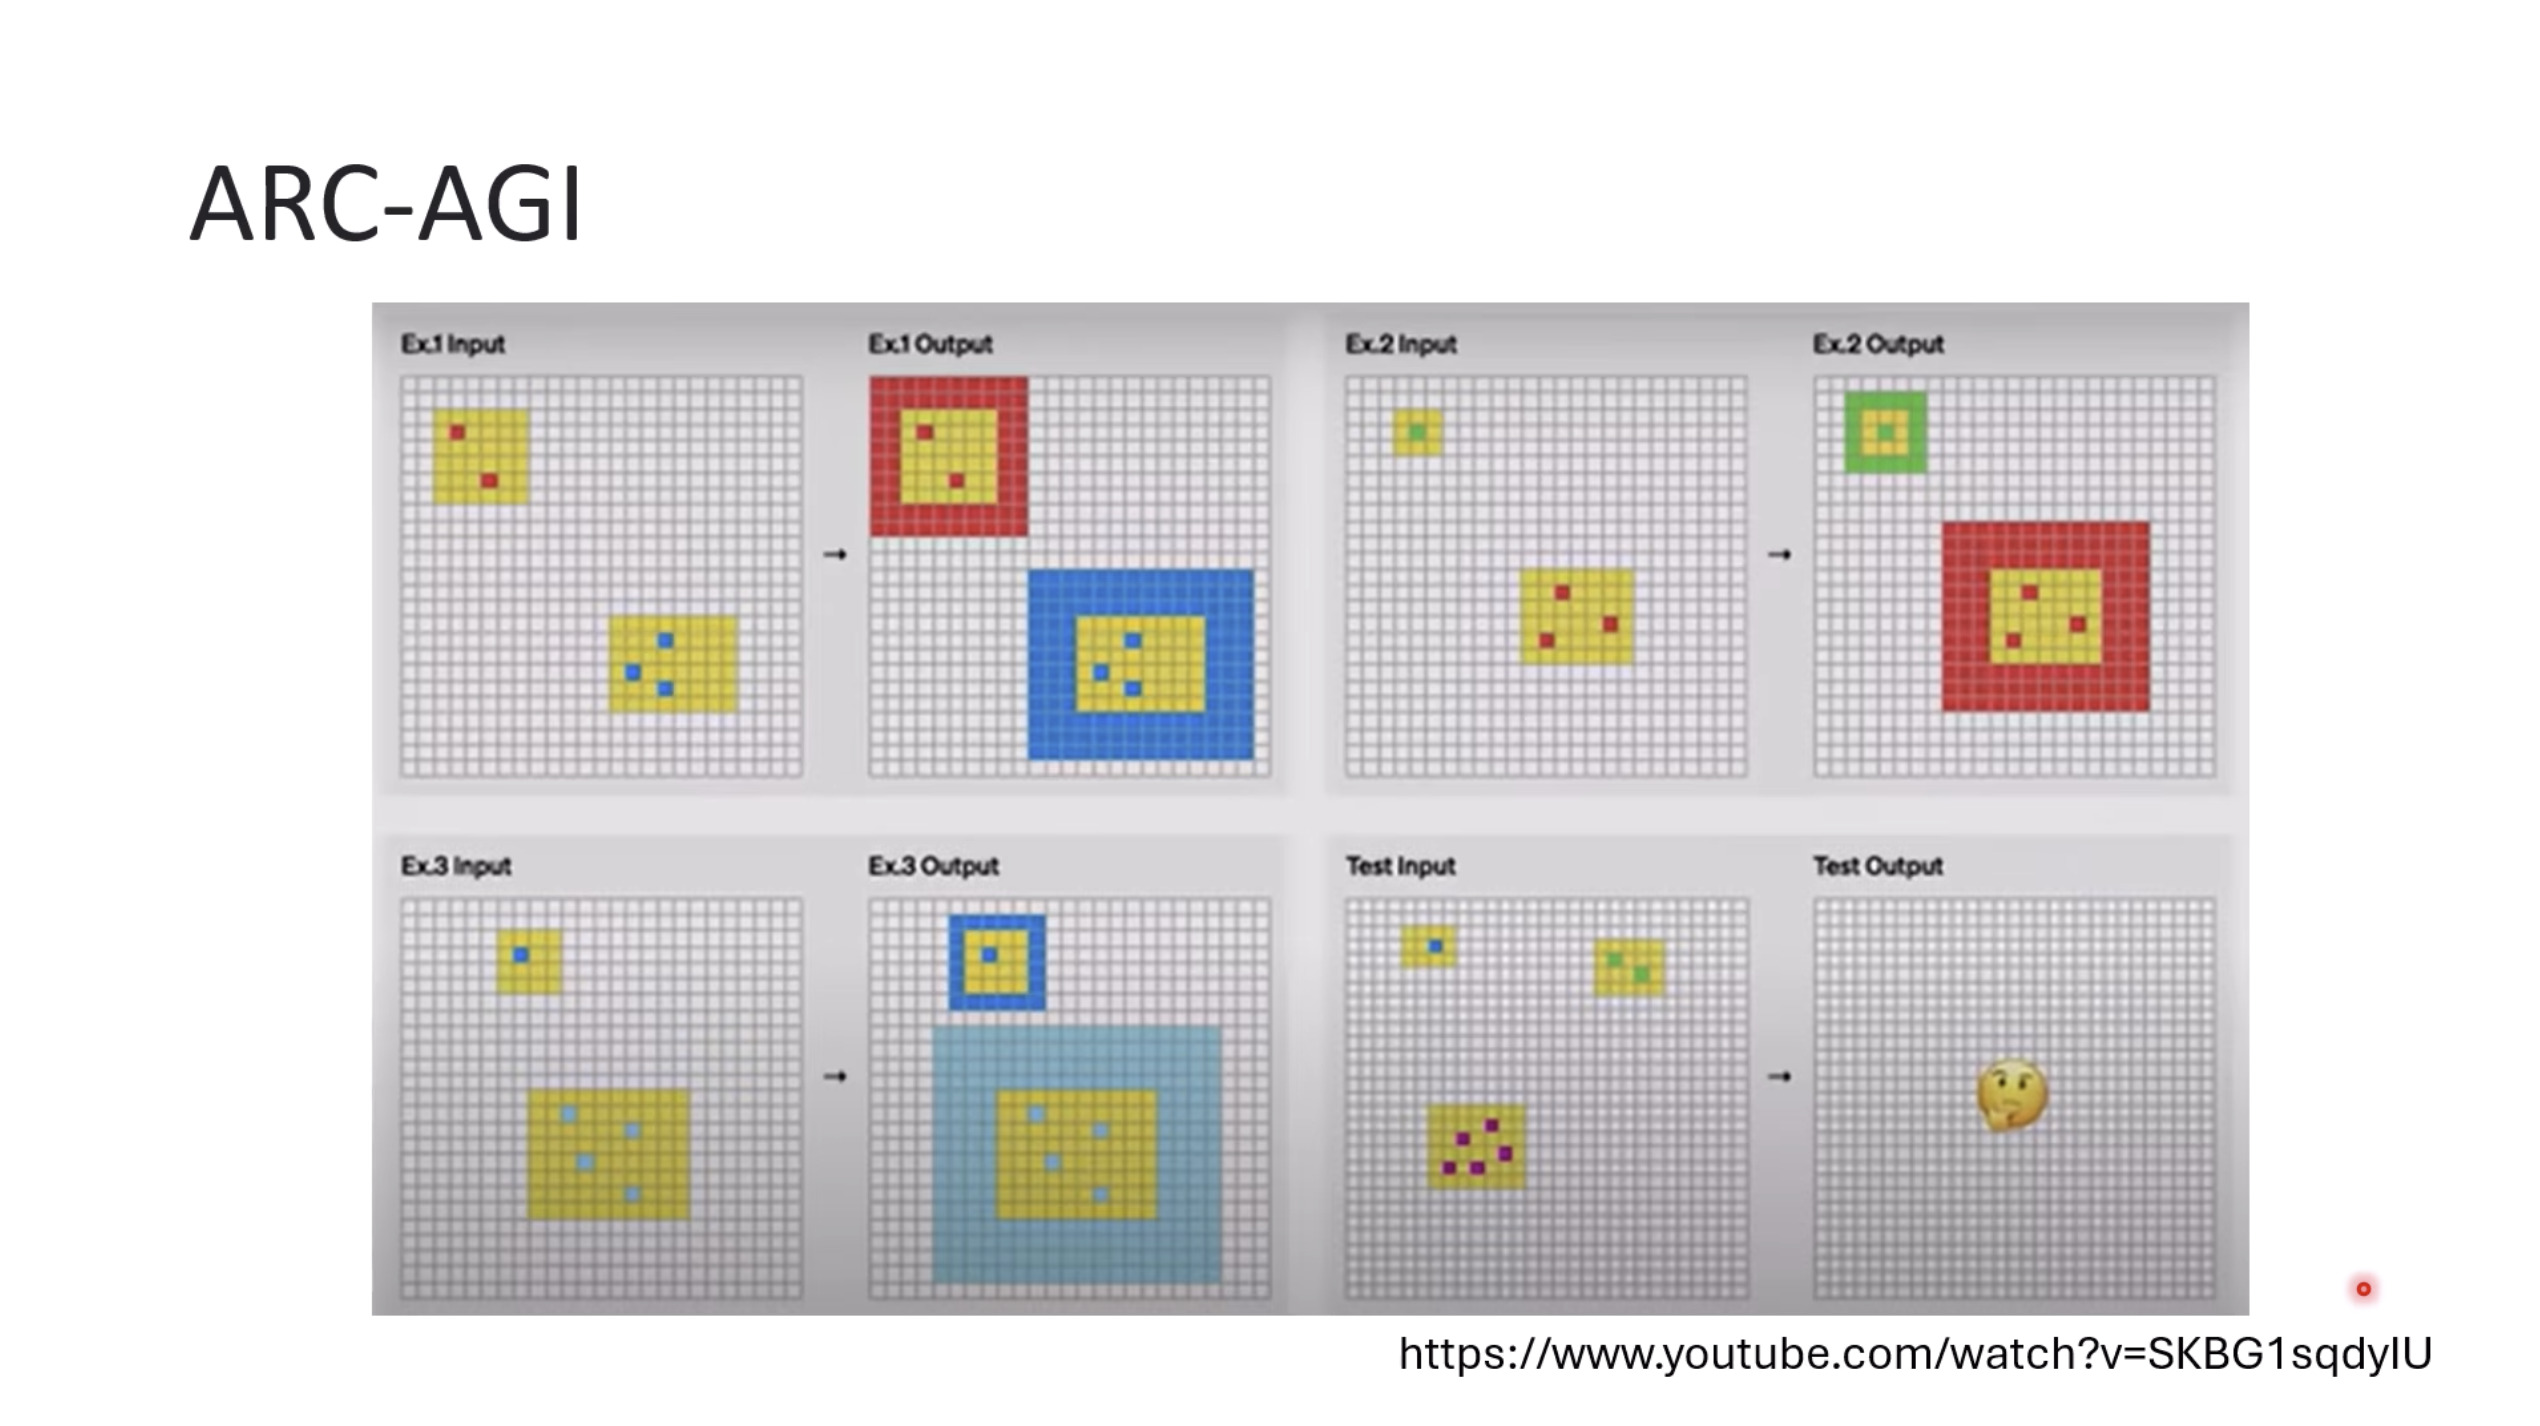 ARC-AGI
Ex.1 Input
Ex.1 Output
Ex.2 Input
Ex.2 Output
Ex.3 Input
Ex.3 Output
Test Input
Test Output
https://www.youtube.com/watch?v=SKBG1sqdyIU